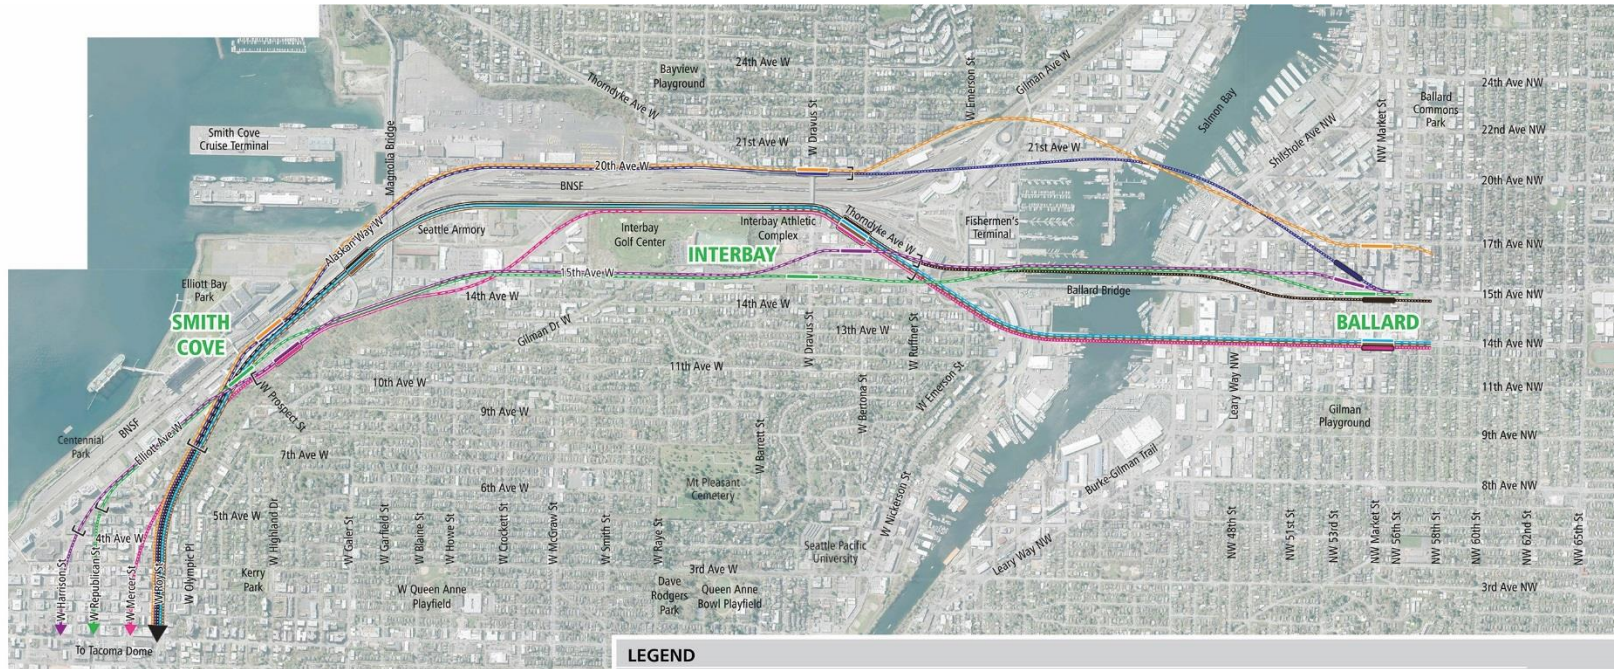 24th Ave W
Bayview
Playground
Thorndyke Ave W
21st Ave W
W Dravus St
W Emerson St
Gilman Ave W
21st Ave W
Salmon Bay
Shilshole Ave NW
NW Market St
Ballard
Commons
Park
24th Ave NW
22nd Ave NW
20th Ave NW
17th Ave NW
15th Ave NW
14th Ave NW
11th Ave NW
9th Ave NW
8th Ave NW
3rd Ave NW
Smith Cove
Cruise Terminal
Magnolia Bridge
20th Ave W
BNSF
Alaskan Way W
Seattle Armory
Interbay
Golf Center
Interbay Athletic
Complex
Thorndyke Ave W
Fishermen's
Terminal
INTERBAY
15th Ave W
14th Ave W
14th Ave W
Ballard Bridge
Elliott Bay
Park
SMITH
COVE
BALLARD
Gilman Dr W
W Dravus St
13th Ave W
W Ruffner St
11th Ave W
10th Ave W
W Prospect St
9th Ave W
W Bertona St
W Emerson St
Leary Way NW
Gilman
Playground
Centennial
Park
BNSF
Elliott Ave W
7th Ave W
W Barrett St
Burke-Gilman Trail
6th Ave W
Mt Pleasant
Cemetery
W Nickerson St
5th Ave W
4th Ave W
W Highland Dr
W Galer St
W Garfield St
W Blaine St
W Howe St
W Crockett St
W McGraw St
W Smith St
W Raye St
Seattle Pacific
University
Leary Way NW
NW 48th St
NW 51st St
NW 53rd St
NW Market St
NW 56th St
NW 58th St
NW 60th St
NW 62nd St
NW 65th St
W Harrison St
W Republican St
W Mercer St
W Roy St
W Olympic Pl
Kerry
Park
W Queen Anne
Playfield
3rd Ave W
Dave
Rodgers
Park
Queen Anne
Bowl Playfield
To Tacoma Dome
LEGEND